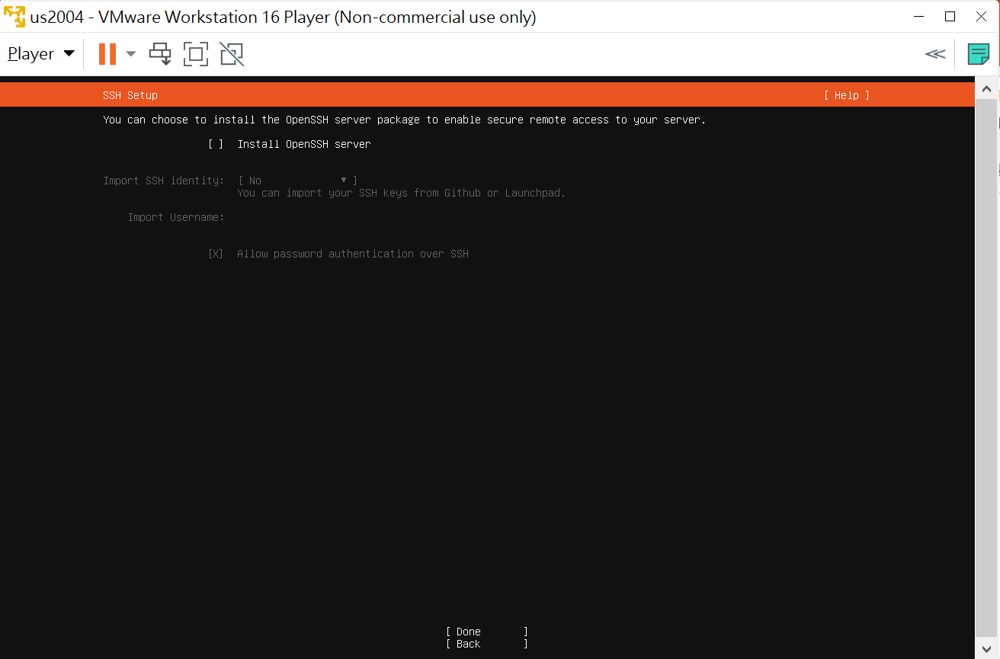 us2004 - VMware Workstation 16 Player (Non-commercial use only)
Player
SSH Setup [ Help ]
You can choose to install the OpenSSH server package to enable secure remote access to your server.
[ ] Install OpenSSH server
Import SSH identity: [ No ▾ ]
You can import your SSH keys from Github or Launchpad.
Import Username:
[X] Allow password authentication over SSH
[ Done ]
[ Back ]